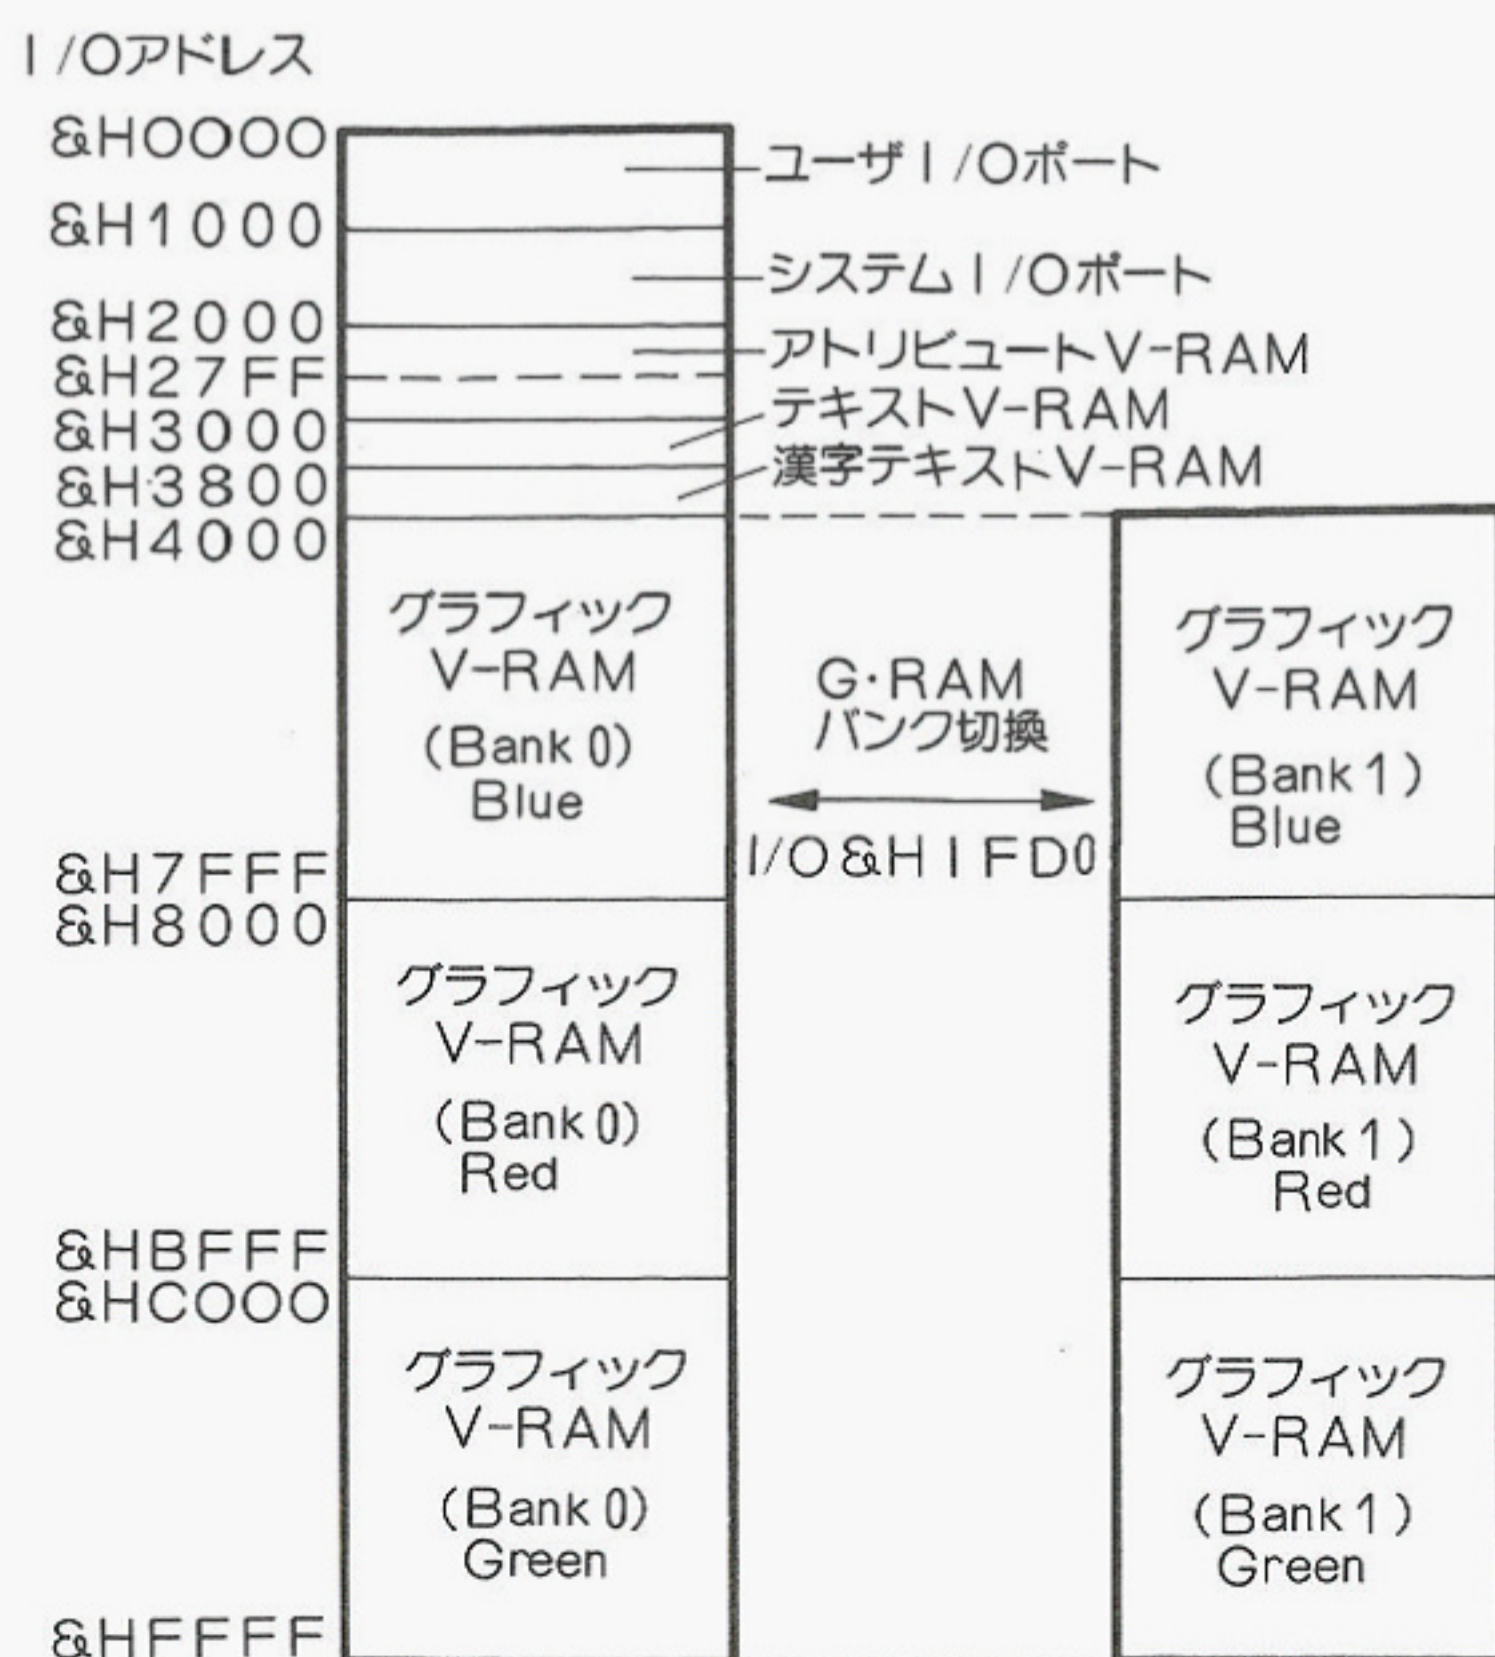 I/Oアドレス
&H0000
ユーザI/Oポート
&H1000
システムI/Oポート
&H2000
アトリビュートV-RAM
&H27FF
テキストV-RAM
&H3000
漢字テキストV-RAM
&H3800
&H4000
グラフィック
V-RAM
(Bank 0)
Blue
G·RAM
バンク切換
I/O&HIFD0
グラフィック
V-RAM
(Bank 1)
Blue
&H7FFF
&H8000
グラフィック
V-RAM
(Bank 0)
Red
グラフィック
V-RAM
(Bank 1)
Red
&HBFFF
&HC000
グラフィック
V-RAM
(Bank 0)
Green
グラフィック
V-RAM
(Bank 1)
Green
&HFFFF